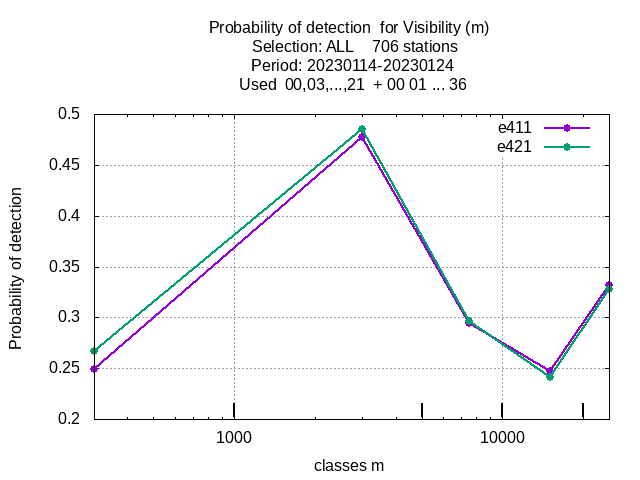 Probability of detection  for Visibility (m)
Selection: ALL    706 stations
Period: 20230114-20230124
Used  00,03,...,21  + 00 01 ... 36
0.5
0.45
0.4
0.35
0.3
0.25
0.2
Probability of detection
e411
e421
1000
10000
classes m